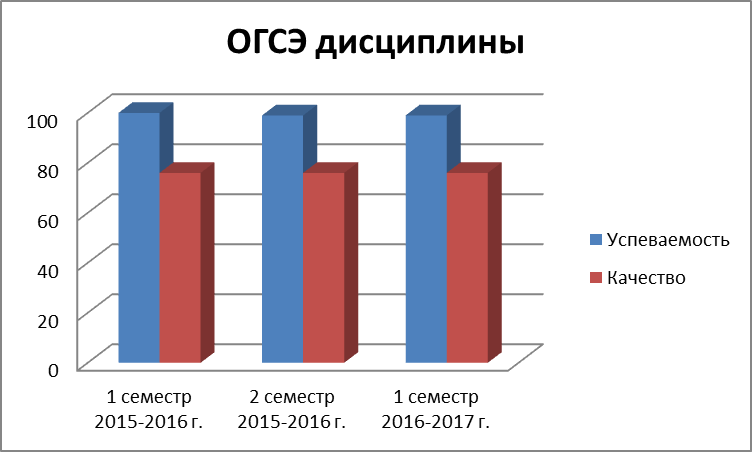 ОГСЭ дисциплины
100
80
60
40
20
0
1 семестр
2015-2016 г.
2 семестр
2015-2016 г.
1 семестр
2016-2017 г.
Успеваемость
Качество